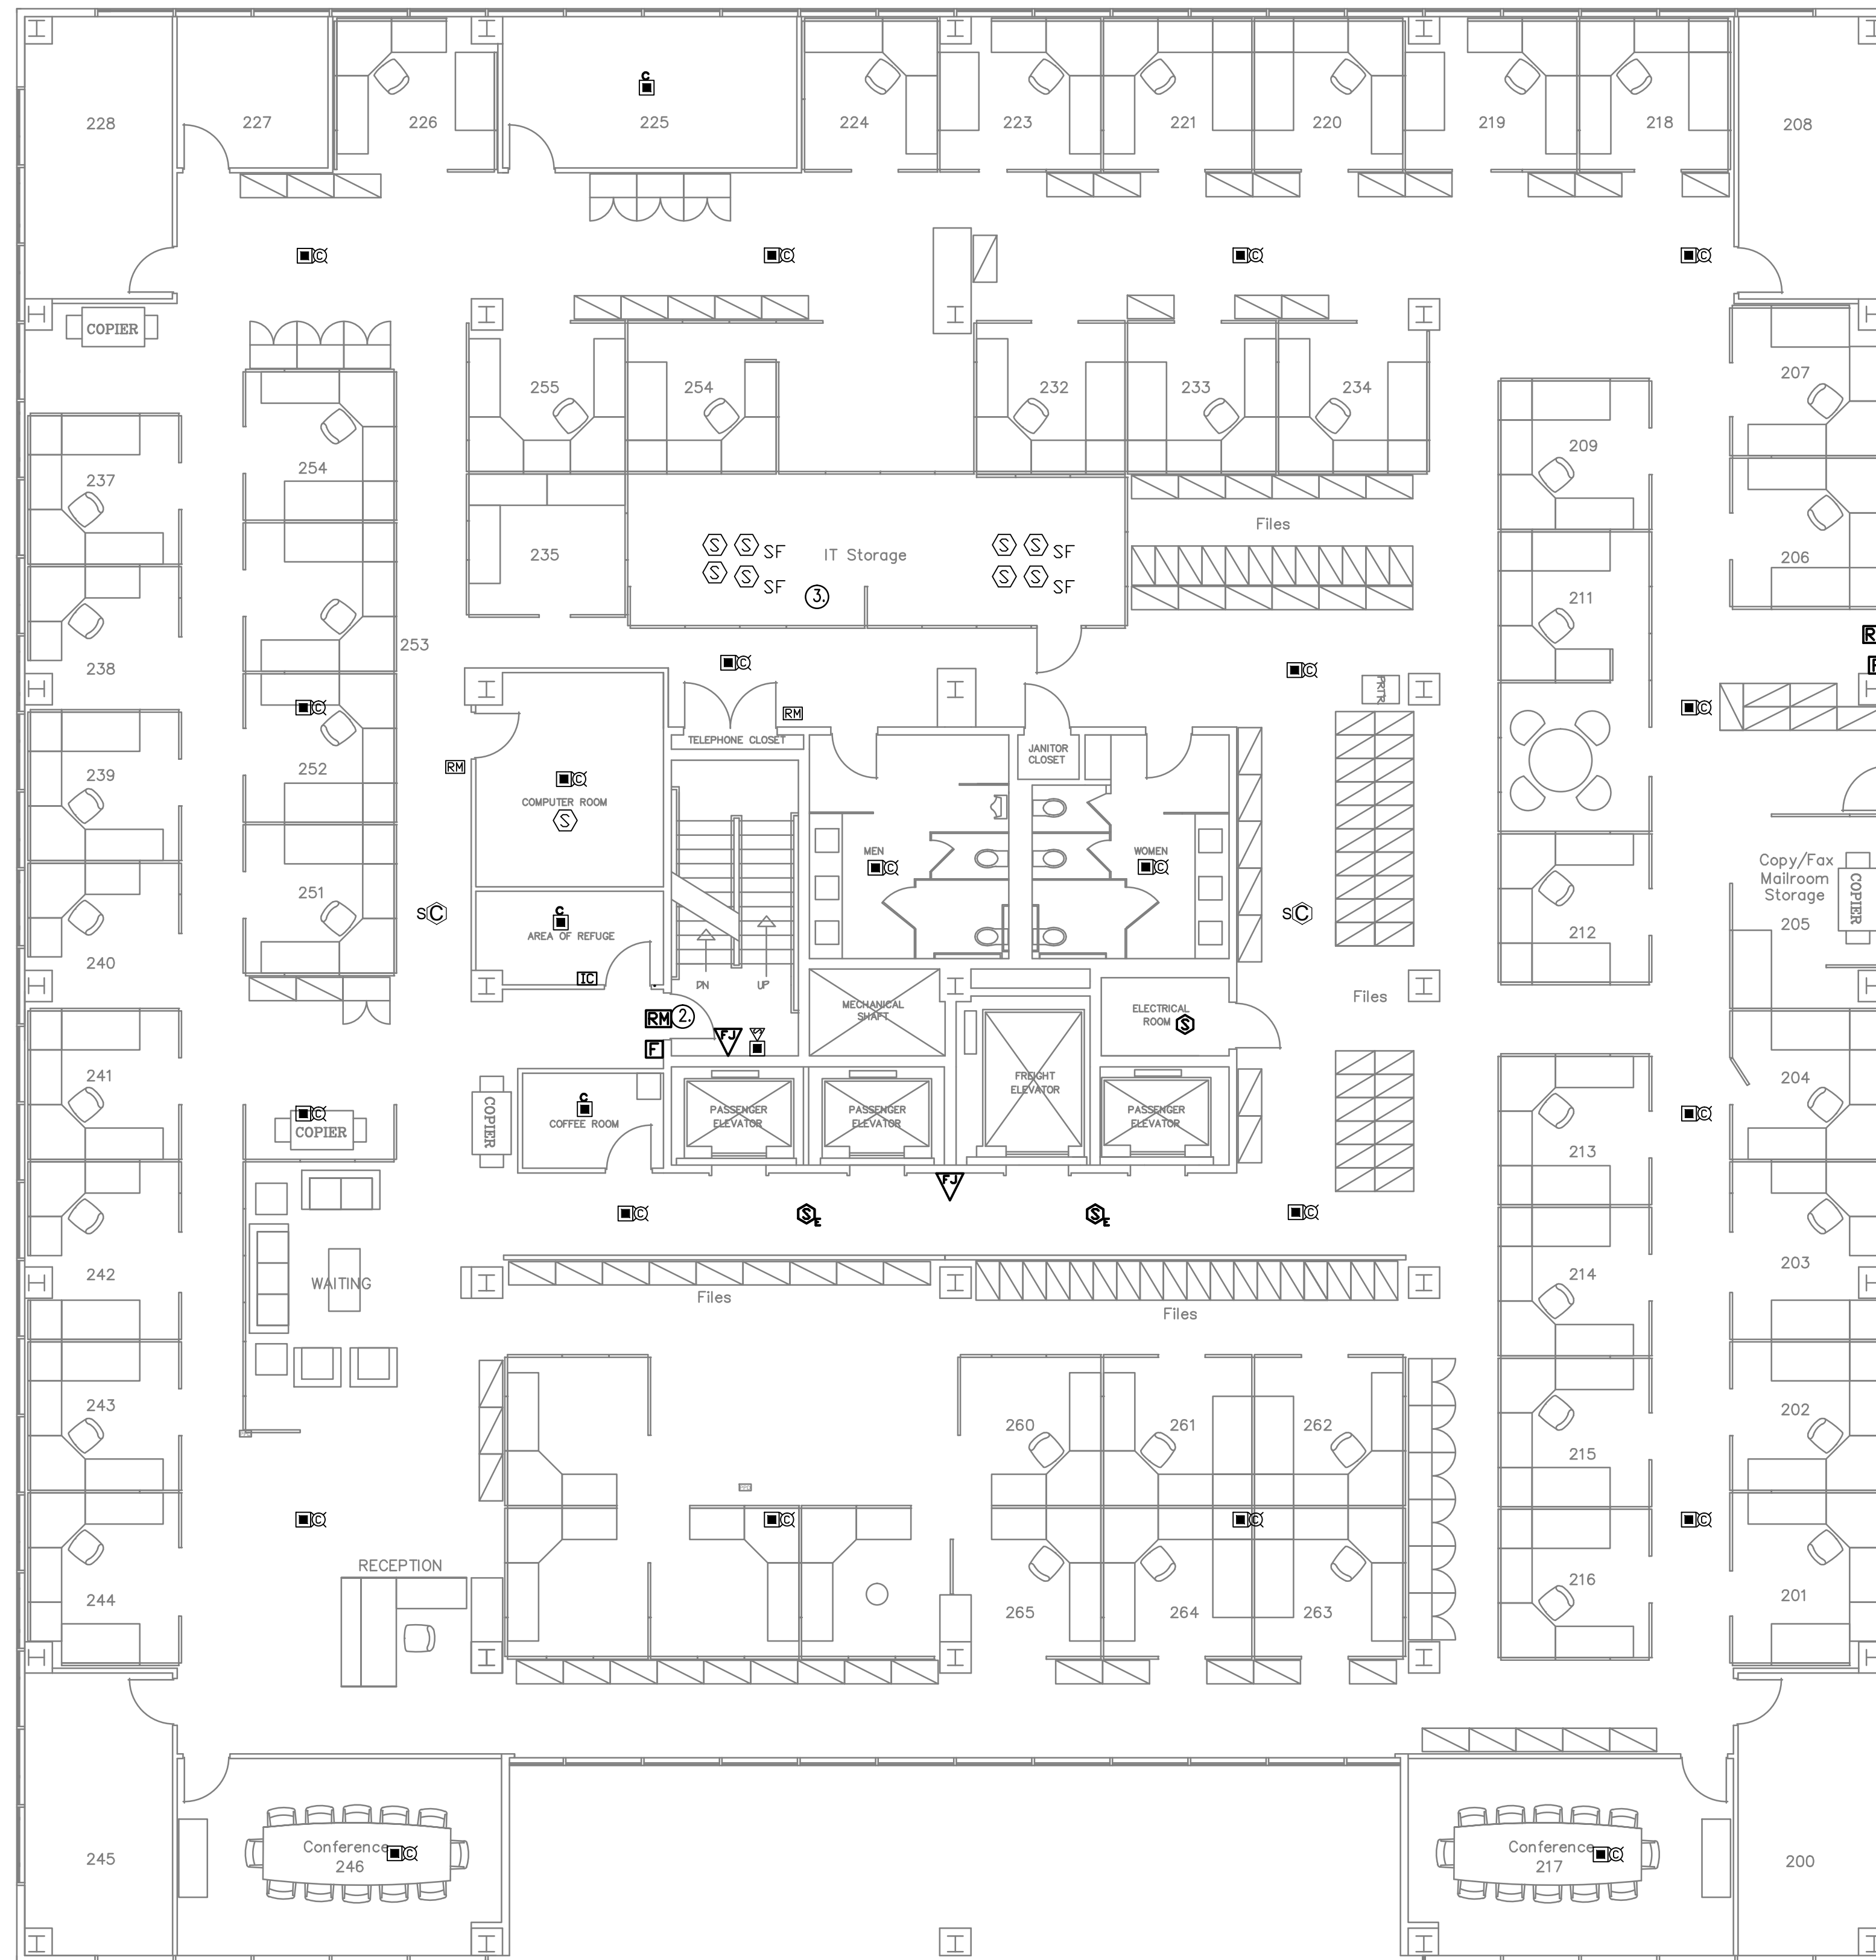 C
228
227
226
225
224
223
221
220
219
218
208
C
C
C
C
COPIER
255
254
232
233
234
207
209
254
237
Files
S S SF
IT Storage
S S SF
235
206
S S SF
S S SF
3.
211
253
238
C
C
PRTR
C
C
RM
TELEPHONE CLOSET
JANITOR
CLOSET
RM
252
239
C
COMPUTER ROOM
S
MEN
C
WOMEN
C
Copy/Fax
Mailroom
Storage
COPIER
251
S C
C
AREA OF REFUGE
S C
205
212
240
IC
DN
UP
Files
MECHANICAL
SHAFT
ELECTRICAL
ROOM S
RM 2.
FJ
F
241
204
FREIGHT
ELEVATOR
C
COPIER
COPIER
C
COFFEE ROOM
PASSENGER
ELEVATOR
PASSENGER
ELEVATOR
PASSENGER
ELEVATOR
C
213
FJ
C
S E
S E
C
242
WAITING
214
203
Files
Files
243
260
261
262
202
215
C
C
C
C
RECEPTION
244
265
264
263
216
201
245
Conference
246
C
Conference
217
C
200